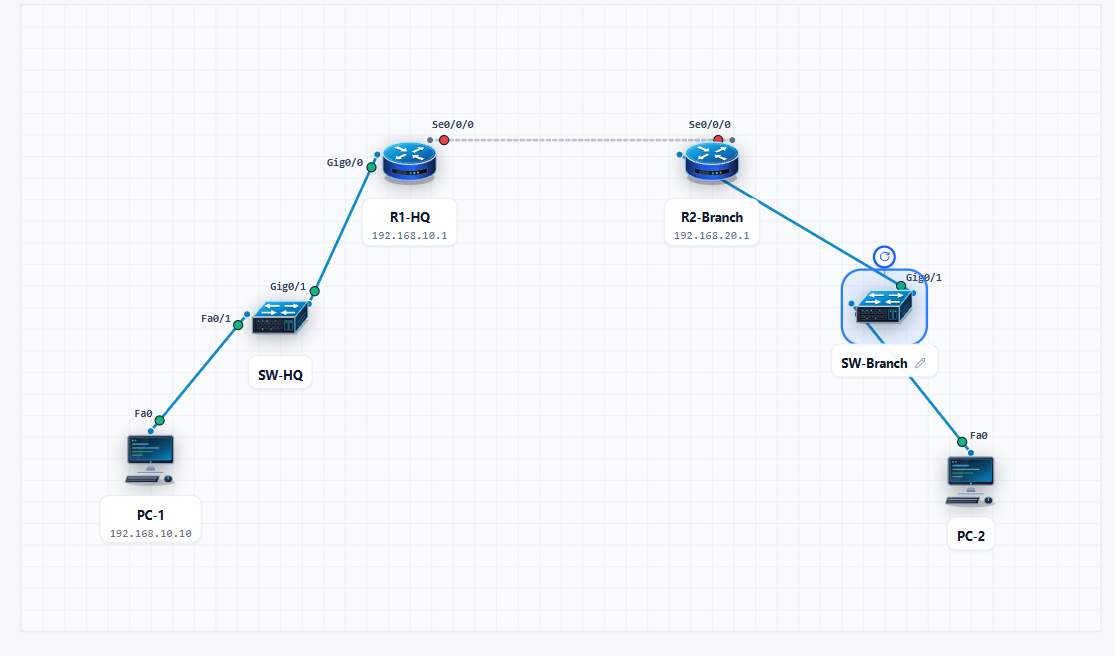 Se0/0/0
Se0/0/0
Gig0/0
R1-HQ
192.168.10.1
R2-Branch
192.168.20.1
Gig0/1
Gig0/1
Fa0/1
SW-HQ
SW-Branch
Fa0
Fa0
PC-1
192.168.10.10
PC-2